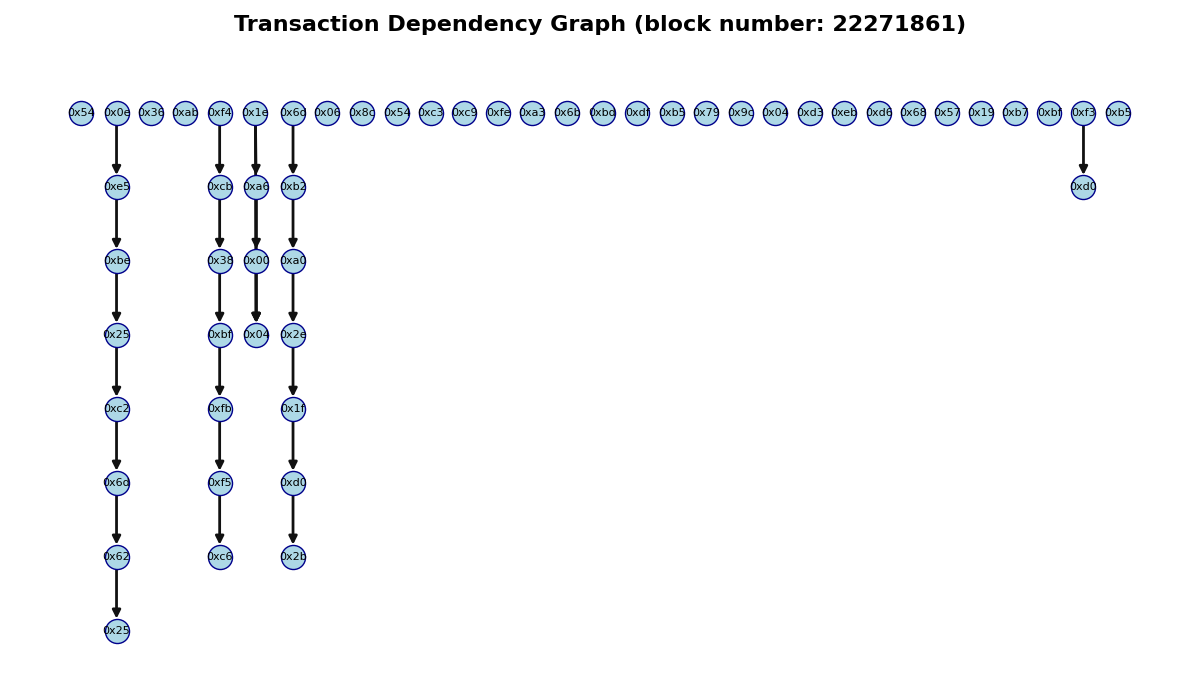 Transaction Dependency Graph (block number: 22271861)
0x54 0x0e 0x36 0xab 0xf4 0x1e 0x6d 0x06 0x8c 0x54 0xc3 0xc9 0xfe 0xa3 0x6b 0xbd 0xdf 0xb5 0x79 0x9c 0x04 0xd3 0xeb 0xd6 0x68 0x57 0x19 0xb7 0xbf 0xf3 0xb5
0xe5 0xcb 0xa6 0xb2 0xd0
0xbe 0x38 0x00 0xa0
0x25 0xbf 0x04 0x2e
0xc2 0xfb 0x1f
0x6d 0xf5 0xd0
0x62 0xc6 0x2b
0x25